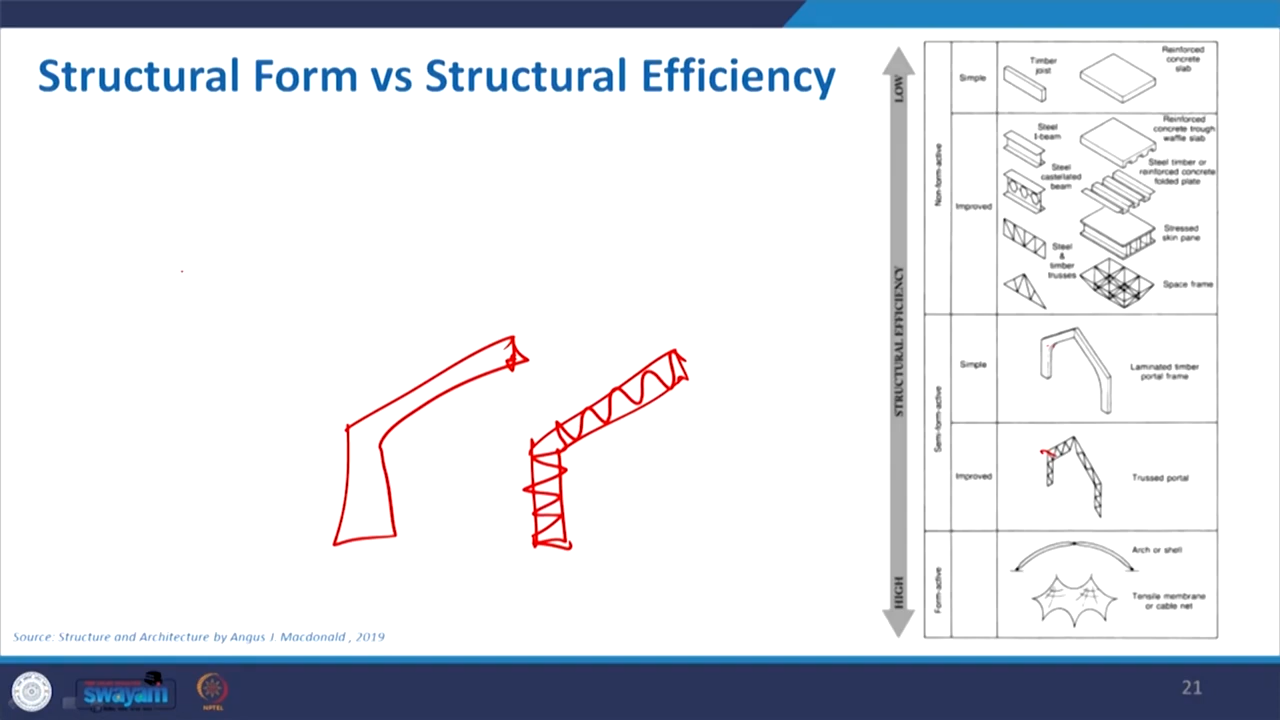 Structural Form vs Structural Efficiency
LOW
STRUCTURAL EFFICIENCY
HIGH
Non-form-active
Simple
Timber
joist
Reinforced
concrete
slab
Improved
Steel
I-beam
Reinforced
concrete trough
waffle slab
Steel
castellated
beam
Steel timber or
reinforced concrete
folded plate
Steel
&
timber
trusses
Stressed
skin pane
Space frame
Semi-form-active
Simple
Laminated timber
portal frame
Improved
Trussed portal
Form-active
Arch or shell
Tensile membrane
or cable net
Source: Structure and Architecture by Angus J. Macdonald , 2019
swayam
NPTEL
21